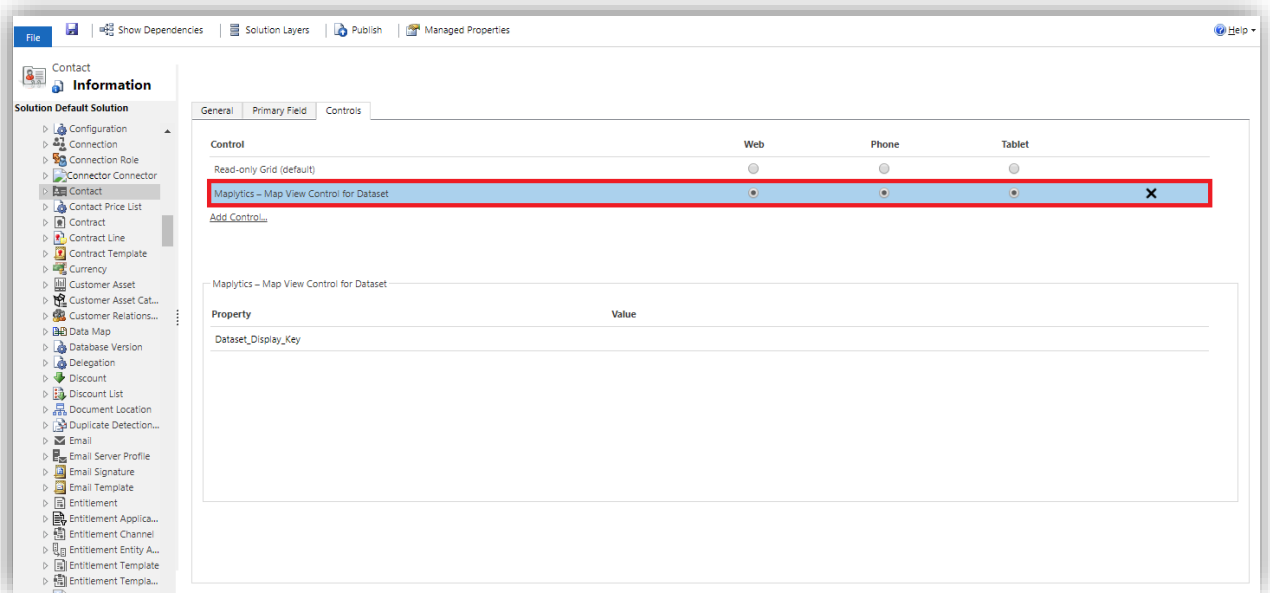 File Show Dependencies Solution Layers Publish Managed Properties Help
Contact
Information
Solution Default Solution
Configuration
Connection
Connection Role
Connector Connector
Contact
Contact Price List
Contract
Contract Line
Contract Template
Currency
Customer Asset
Customer Asset Cat...
Customer Relations...
Data Map
Database Version
Delegation
Discount
Discount List
Document Location
Duplicate Detection...
Email
Email Server Profile
Email Signature
Email Template
Entitlement
Entitlement Applica...
Entitlement Channel
Entitlement Entity A...
Entitlement Template
Entitlement Templa...
General Primary Field Controls
Control Web Phone Tablet
Read-only Grid (default)
Maplytics – Map View Control for Dataset
Add Control...
Maplytics – Map View Control for Dataset
Property Value
Dataset_Display_Key